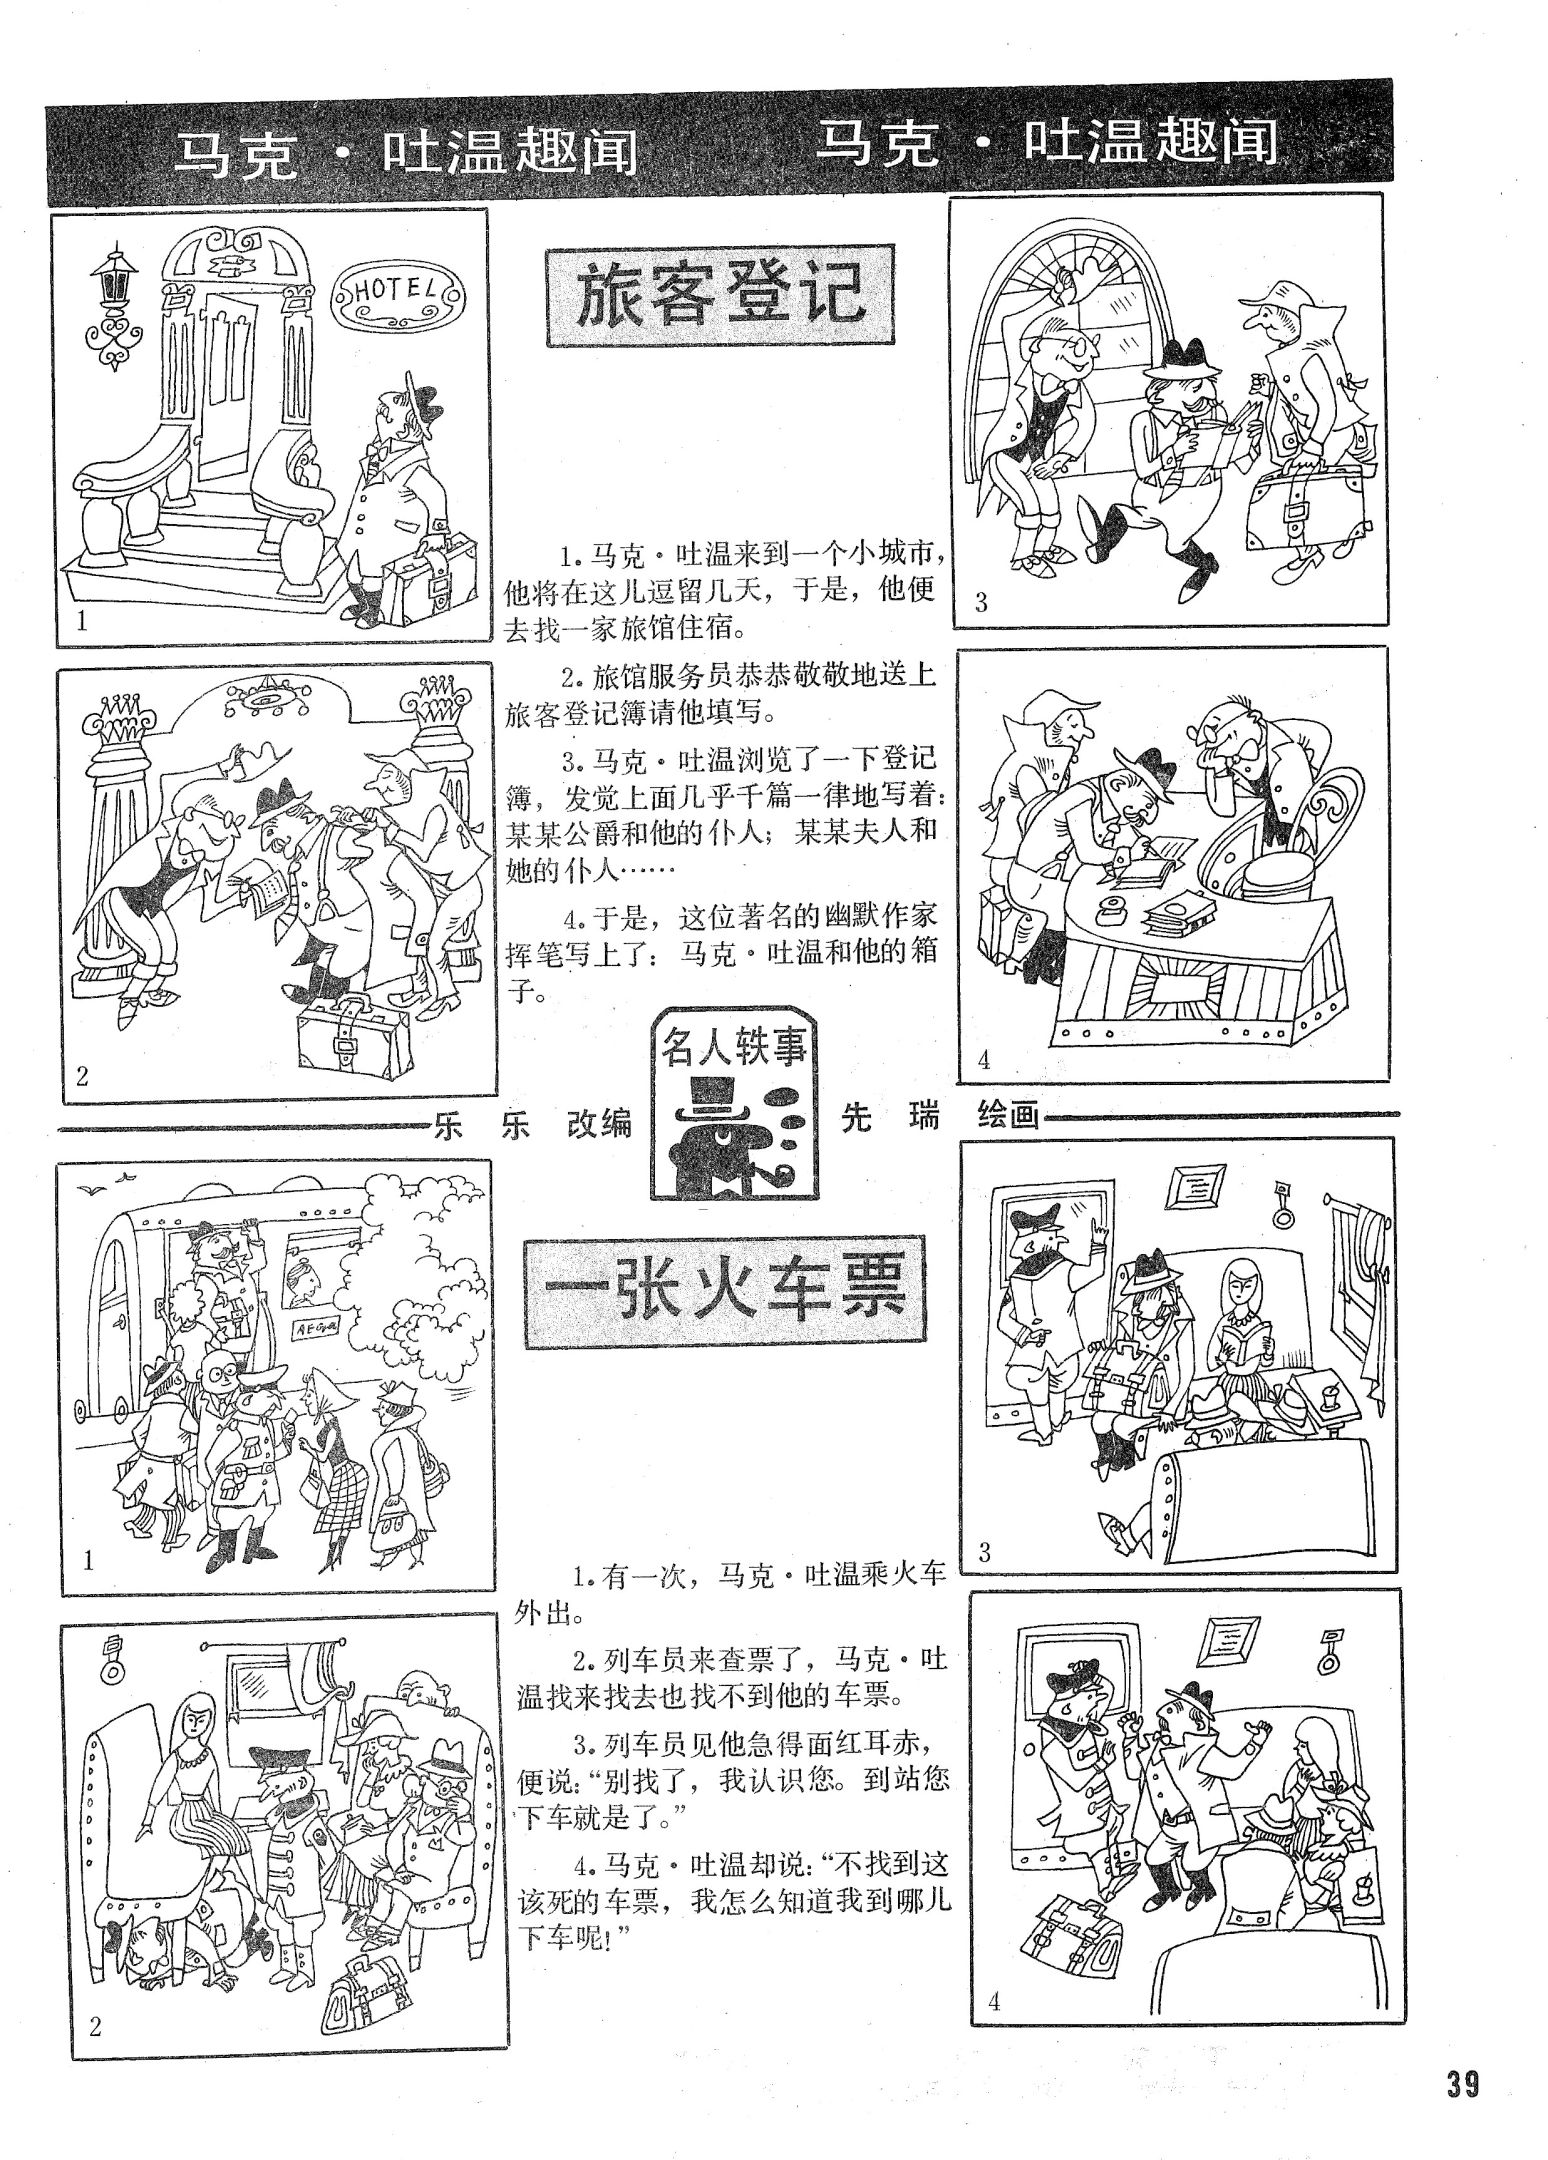 马克·吐温趣闻 马克·吐温趣闻
HOTEL
旅客登记
1.马克·吐温来到一个小城市，
他将在这儿逗留几天，于是，他便
去找一家旅馆住宿。
2.旅馆服务员恭恭敬敬地送上
旅客登记簿请他填写。
3.马克·吐温浏览了一下登记
簿，发觉上面几乎千篇一律地写着：
某某公爵和他的仆人；某某夫人和
她的仆人……
4.于是，这位著名的幽默作家
挥笔写上了：马克·吐温和他的箱
子。
1
2
3
4
名人轶事
乐 乐 改编
先 瑞 绘画
一张火车票
1.有一次，马克·吐温乘火车
外出。
2.列车员来查票了，马克·吐
温找来找去也找不到他的车票。
3.列车员见他急得面红耳赤，
便说：“别找了，我认识您。到站您
下车就是了。”
4.马克·吐温却说：“不找到这
该死的车票，我怎么知道我到哪儿
下车呢！”
1
2
3
4
39